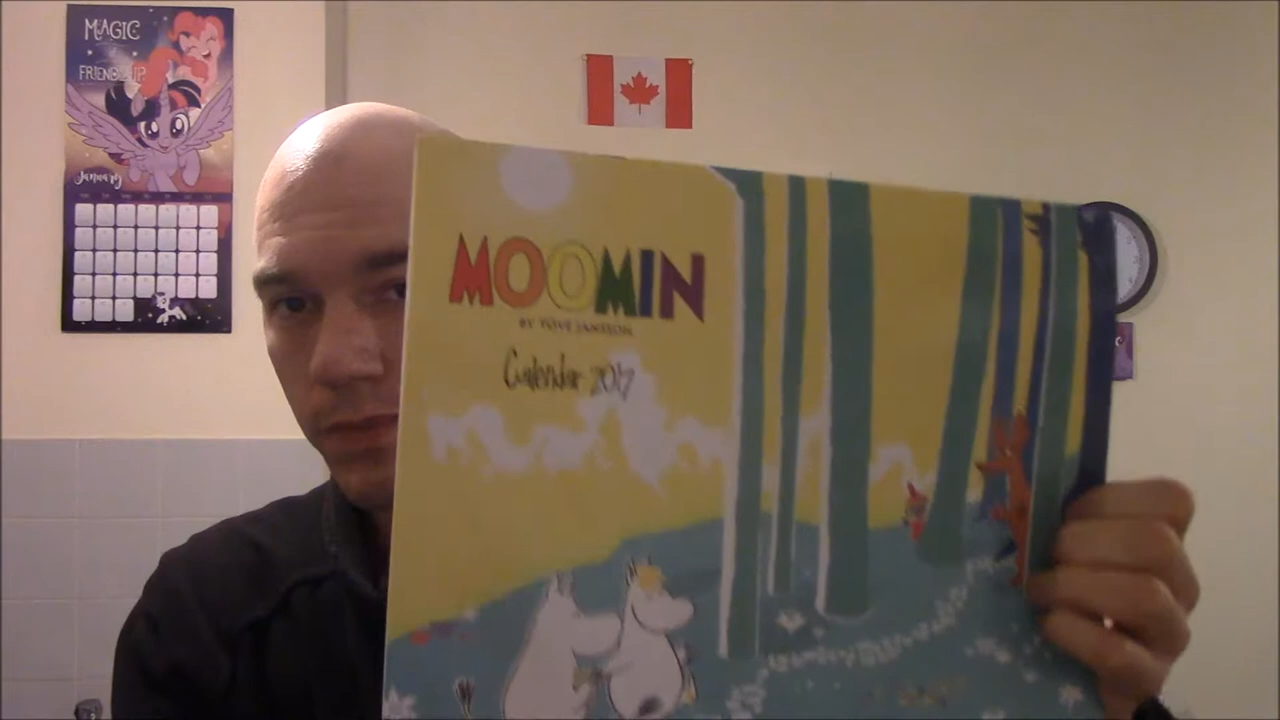 MAGIC
FRIENDSHIP
January
MOOMIN
BY TOVE JANSSON
Calendar 2017